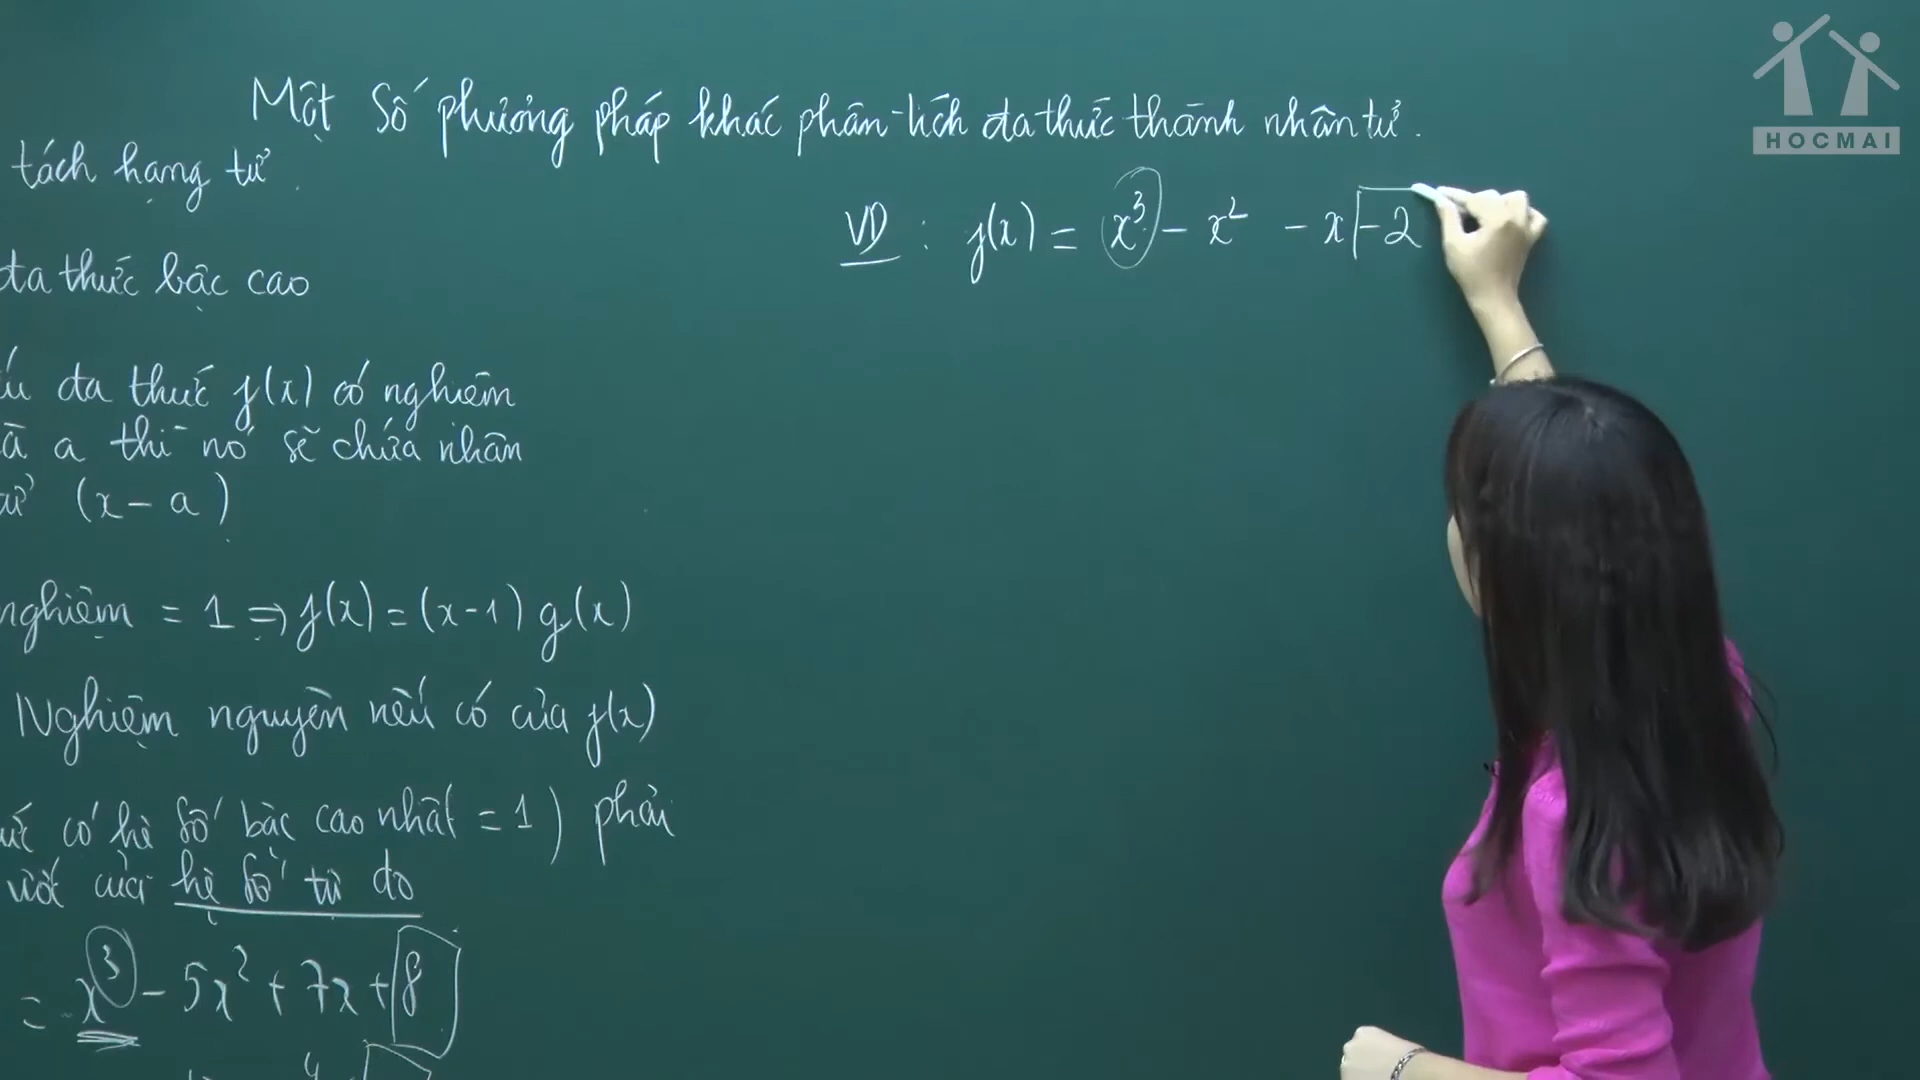 Một số phương pháp khác phân tích đa thức thành nhân tử.
HOCMAI
tách hạng tử.
đa thức bậc cao
đa thức f(x) có nghiệm
a thì nó sẽ chứa nhân
(x - a)
nghiệm = 1 => f(x) = (x-1) g(x)
Nghiệm nguyên nếu có của f(x)
có hệ số bậc cao nhất = 1) phải
của hệ số tự do
= x³ - 5x² + 7x + 8
4
VD : f(x) = x³ - x² - x - 2